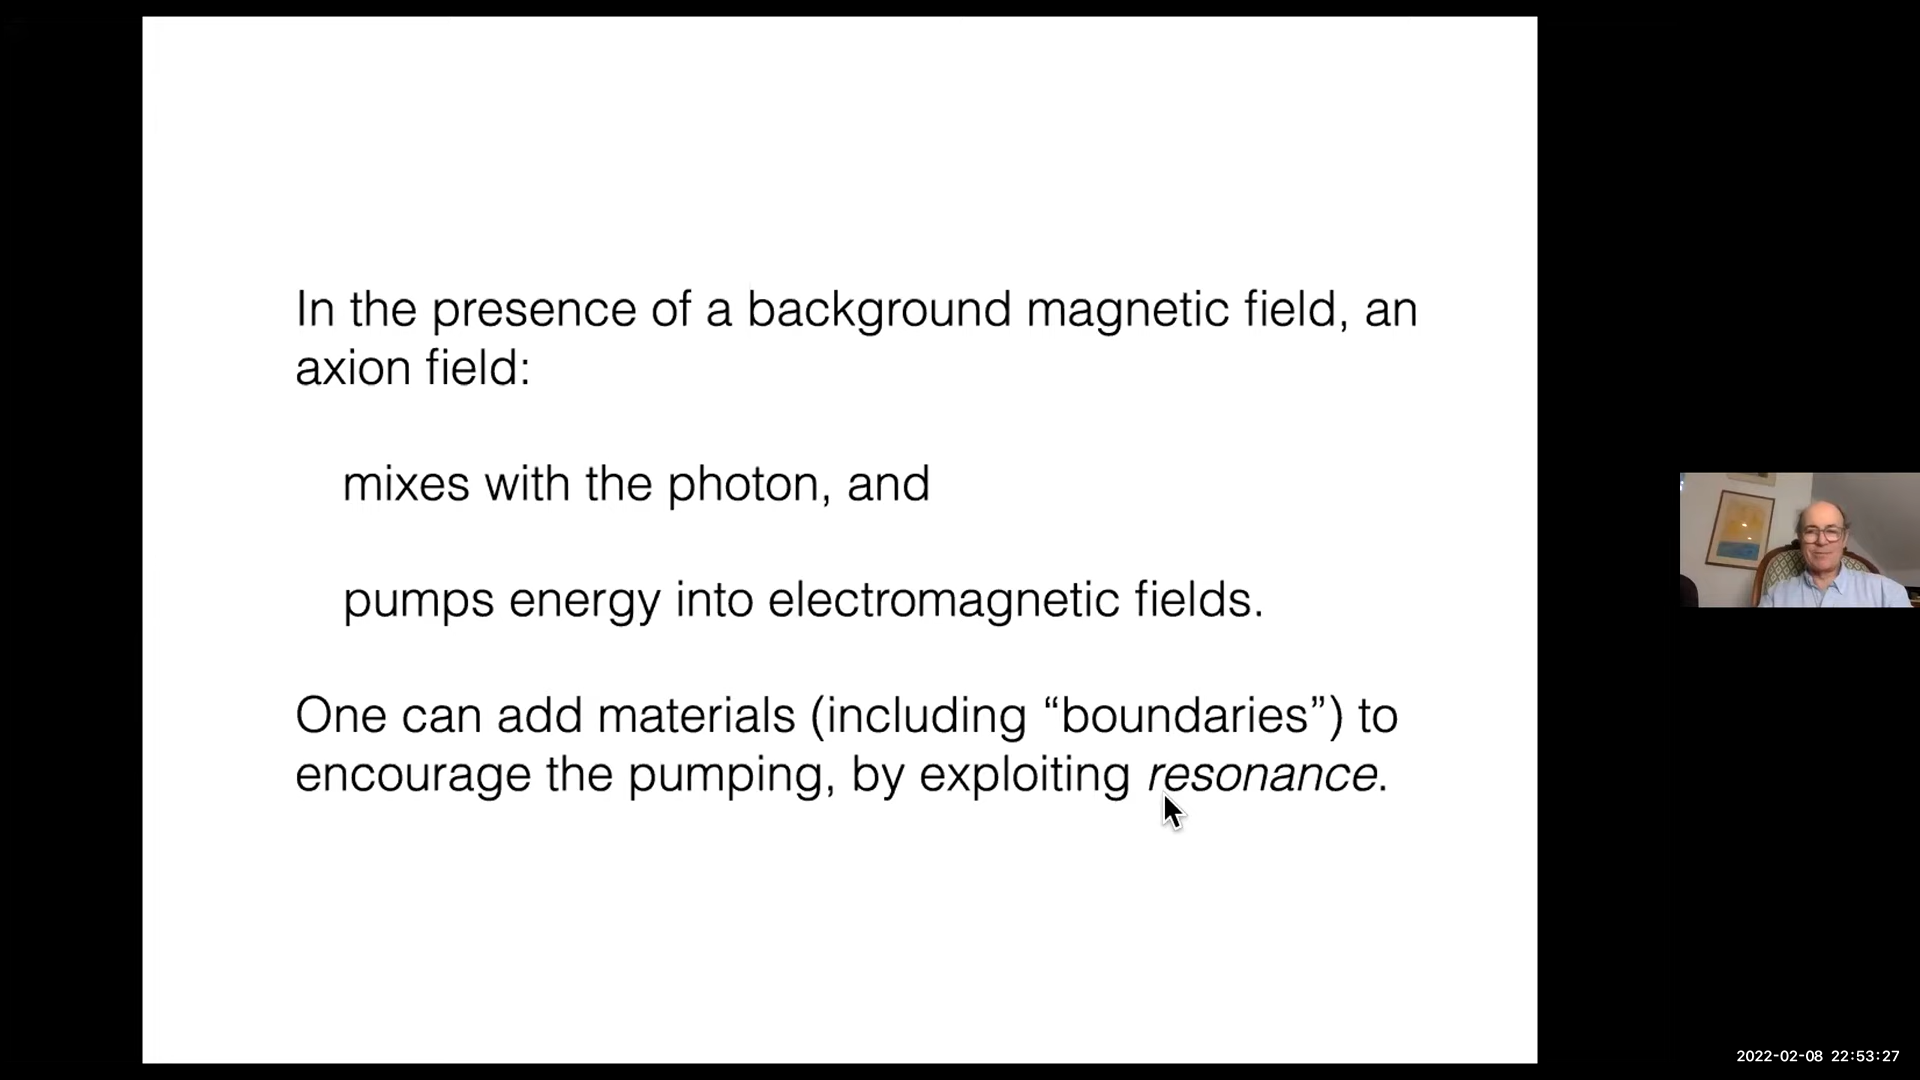 In the presence of a background magnetic field, an
axion field:
mixes with the photon, and
pumps energy into electromagnetic fields.
One can add materials (including “boundaries”) to
encourage the pumping, by exploiting resonance.
2022-02-08 22:53:27